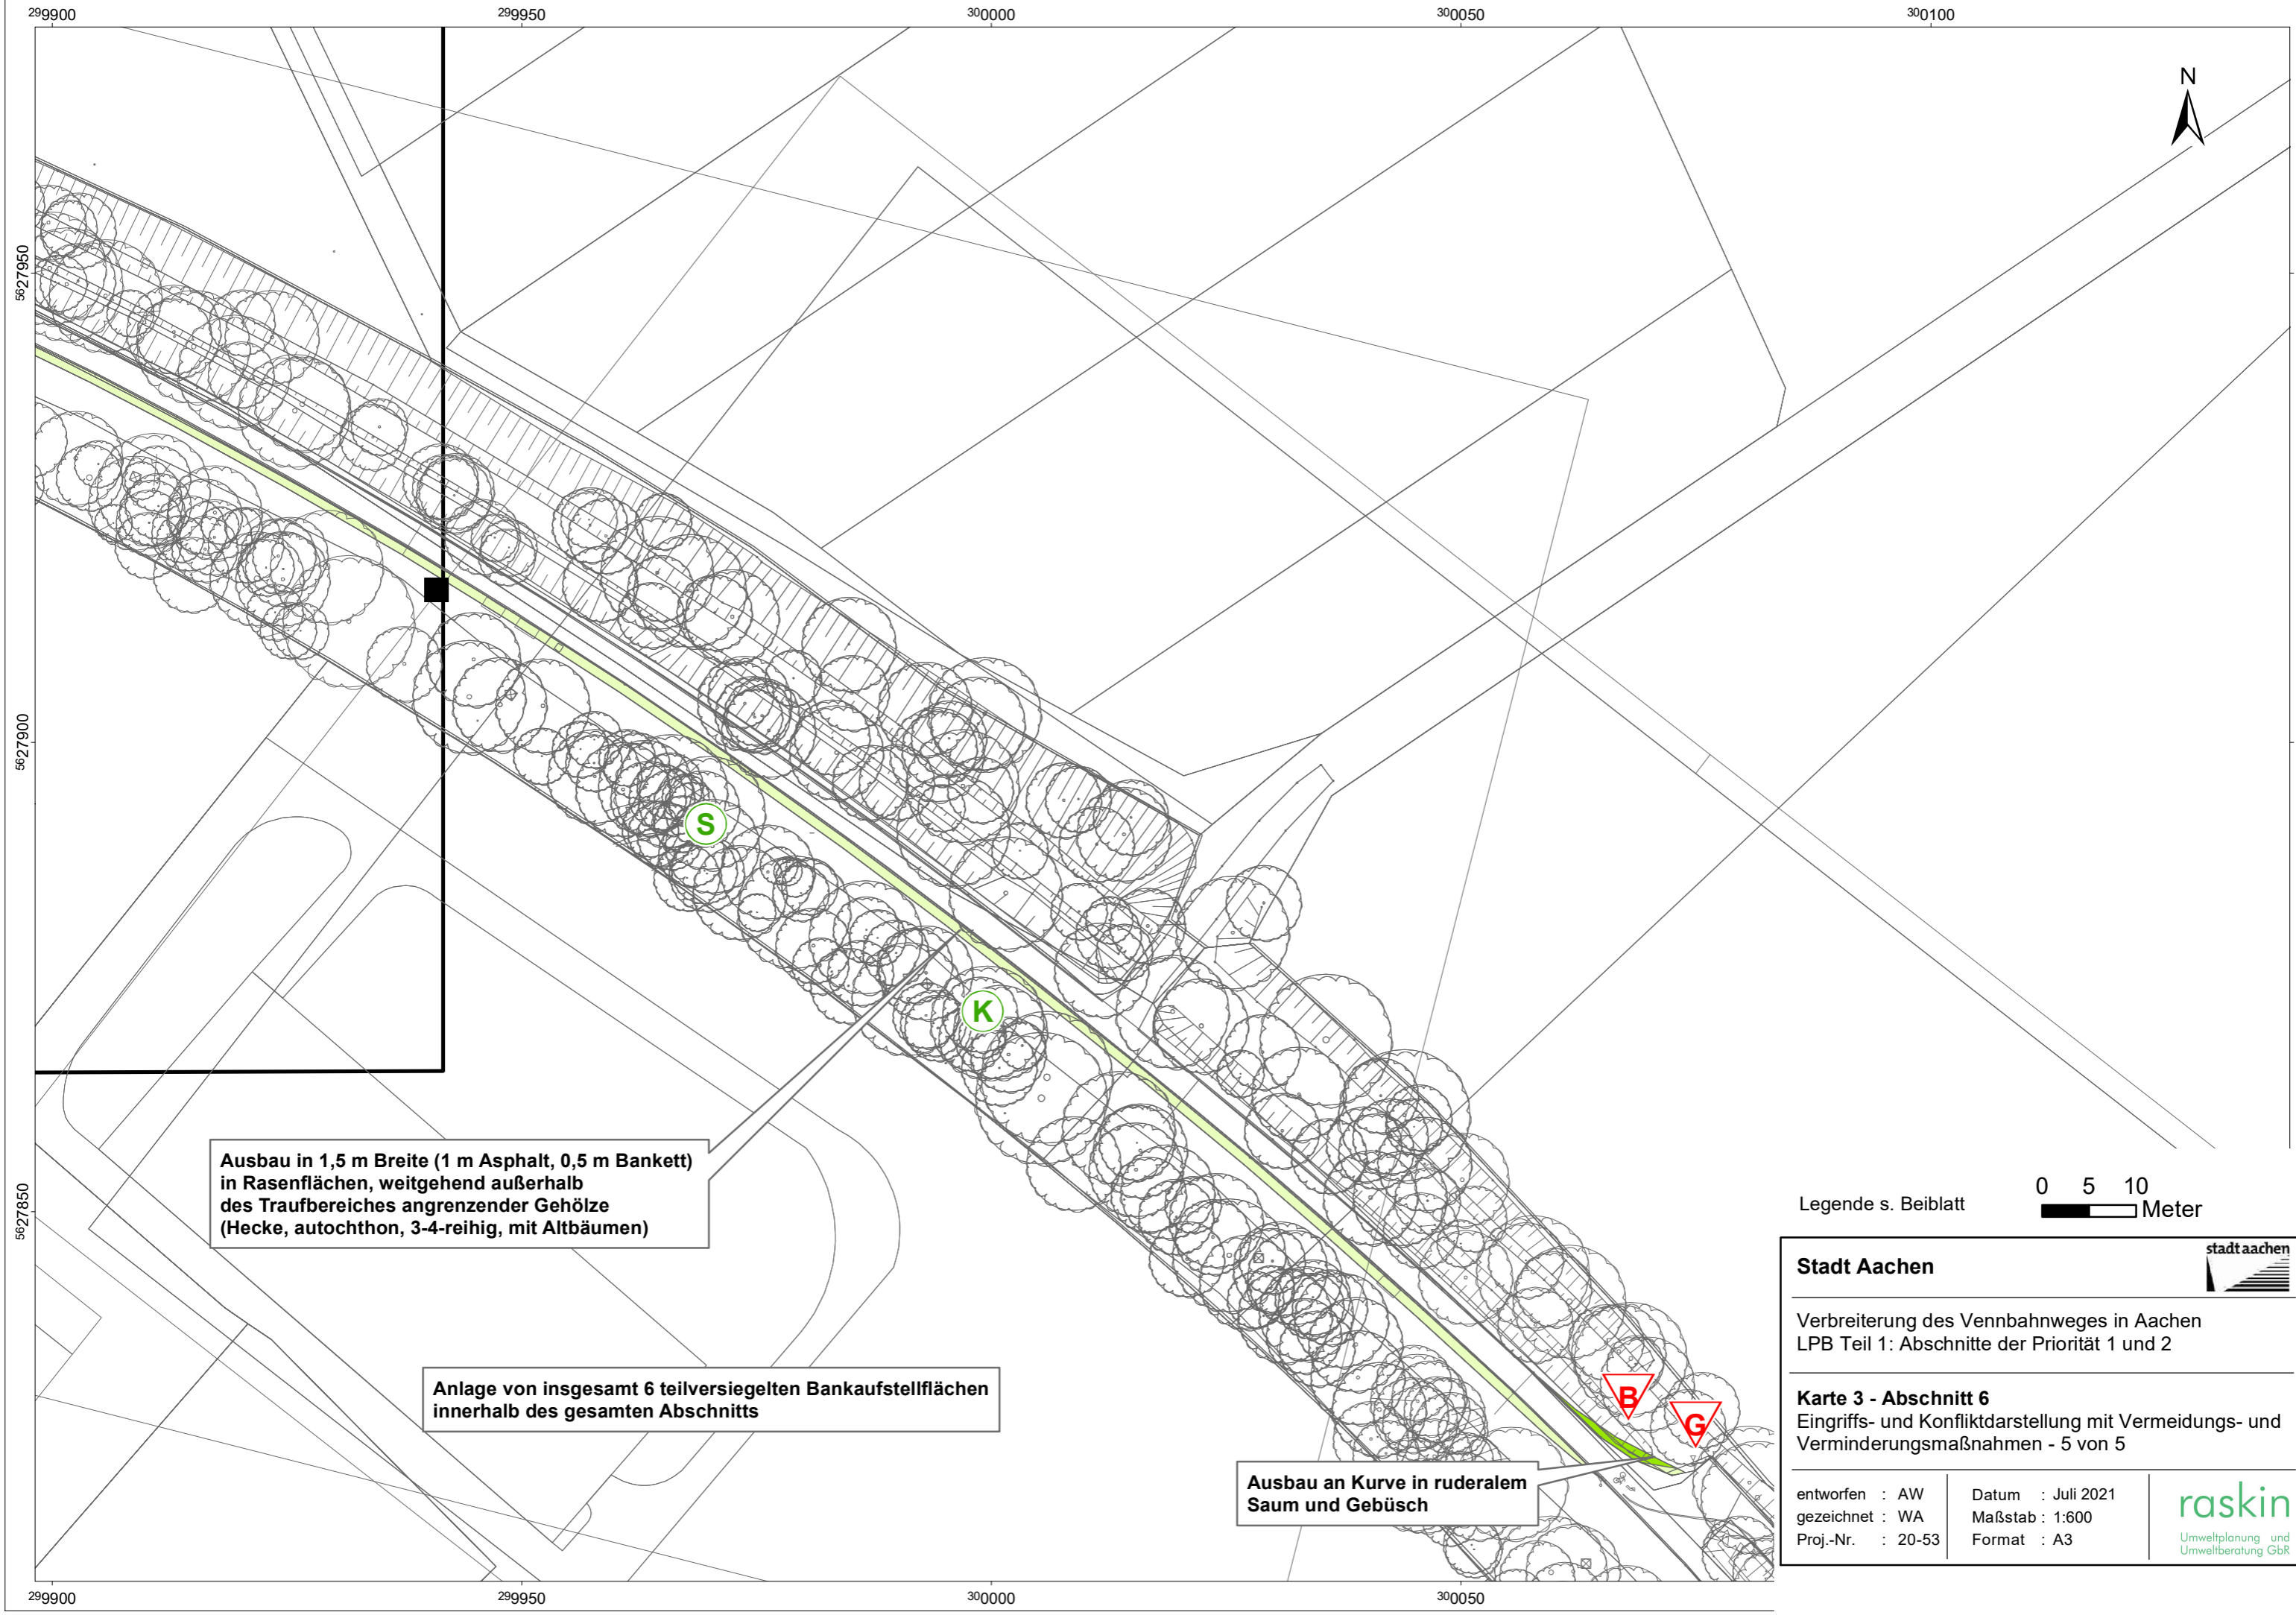 299900 299950 300000 300050 300100
N
5627950
5627900
5627850
S
K
B
G
Ausbau in 1,5 m Breite (1 m Asphalt, 0,5 m Bankett)
in Rasenflächen, weitgehend außerhalb
des Traufbereiches angrenzender Gehölze
(Hecke, autochthon, 3-4-reihig, mit Altbäumen)
Anlage von insgesamt 6 teilversiegelten Bankaufstellflächen
innerhalb des gesamten Abschnitts
Ausbau an Kurve in ruderalem
Saum und Gebüsch
Legende s. Beiblatt
0 5 10
Meter
Stadt Aachen
stadt aachen
Verbreiterung des Vennbahnweges in Aachen
LPB Teil 1: Abschnitte der Priorität 1 und 2
Karte 3 - Abschnitt 6
Eingriffs- und Konfliktdarstellung mit Vermeidungs- und
Verminderungsmaßnahmen - 5 von 5
entworfen : AW
gezeichnet : WA
Proj.-Nr. : 20-53
Datum : Juli 2021
Maßstab : 1:600
Format : A3
raskin
Umweltplanung und
Umweltberatung GbR
299900 299950 300000 300050